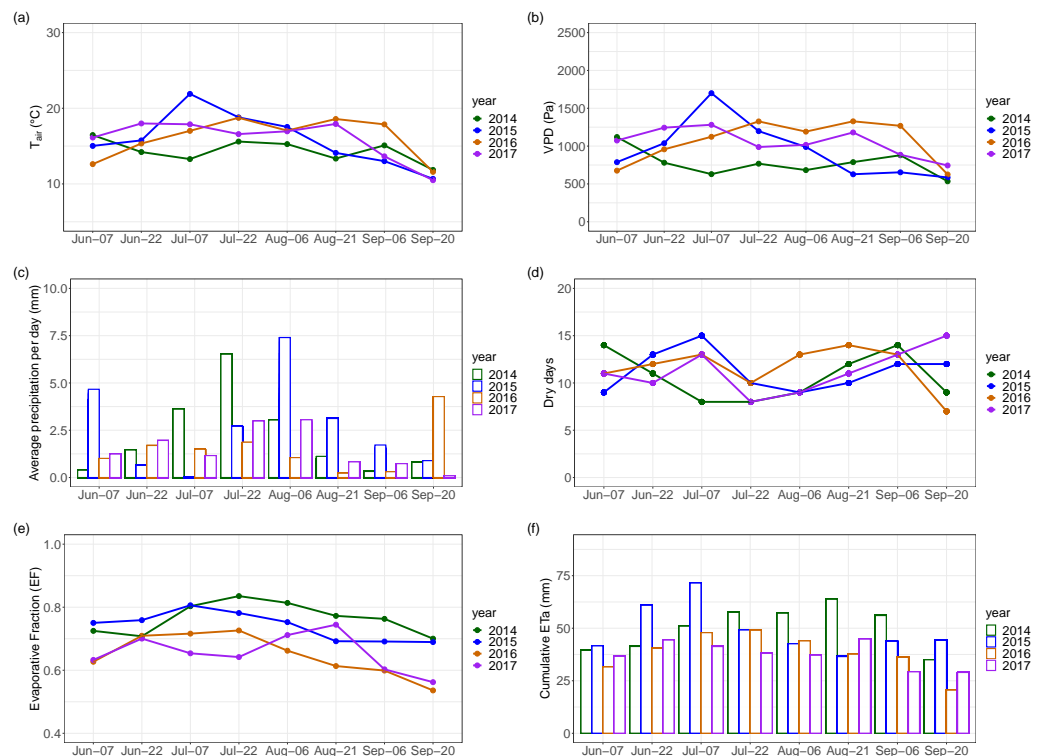 (a)
30
20
10
T air (°C)
Jun–07 Jun–22 Jul–07 Jul–22 Aug–06 Aug–21 Sep–06 Sep–20
year
2014
2015
2016
2017
(b)
2500
2000
1500
1000
500
0
VPD (Pa)
Jun–07 Jun–22 Jul–07 Jul–22 Aug–06 Aug–21 Sep–06 Sep–20
year
2014
2015
2016
2017
(c)
10.0
7.5
5.0
2.5
0.0
Average precipitation per day (mm)
Jun–07 Jun–22 Jul–07 Jul–22 Aug–06 Aug–21 Sep–06 Sep–20
year
2014
2015
2016
2017
(d)
20
15
10
5
0
Dry days
Jun–07 Jun–22 Jul–07 Jul–22 Aug–06 Aug–21 Sep–06 Sep–20
year
2014
2015
2016
2017
(e)
1.0
0.8
0.6
0.4
Evaporative Fraction (EF)
Jun–07 Jun–22 Jul–07 Jul–22 Aug–06 Aug–21 Sep–06 Sep–20
year
2014
2015
2016
2017
(f)
75
50
25
0
Cumulative ETa (mm)
Jun–07 Jun–22 Jul–07 Jul–22 Aug–06 Aug–21 Sep–06 Sep–20
year
2014
2015
2016
2017